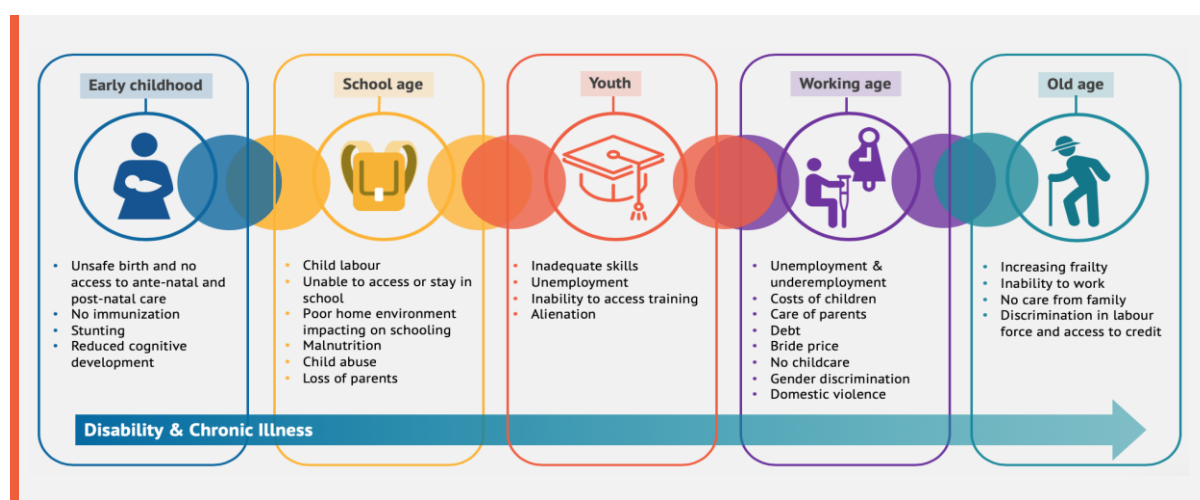 Early childhood
• Unsafe birth and no
access to ante-natal and
post-natal care
• No immunization
• Stunting
• Reduced cognitive
development
School age
• Child labour
• Unable to access or stay in
school
• Poor home environment
impacting on schooling
• Malnutrition
• Child abuse
• Loss of parents
Youth
• Inadequate skills
• Unemployment
• Inability to access training
• Alienation
Working age
• Unemployment &
underemployment
• Costs of children
• Care of parents
• Debt
• Bride price
• No childcare
• Gender discrimination
• Domestic violence
Old age
• Increasing frailty
• Inability to work
• No care from family
• Discrimination in labour
force and access to credit
Disability & Chronic Illness